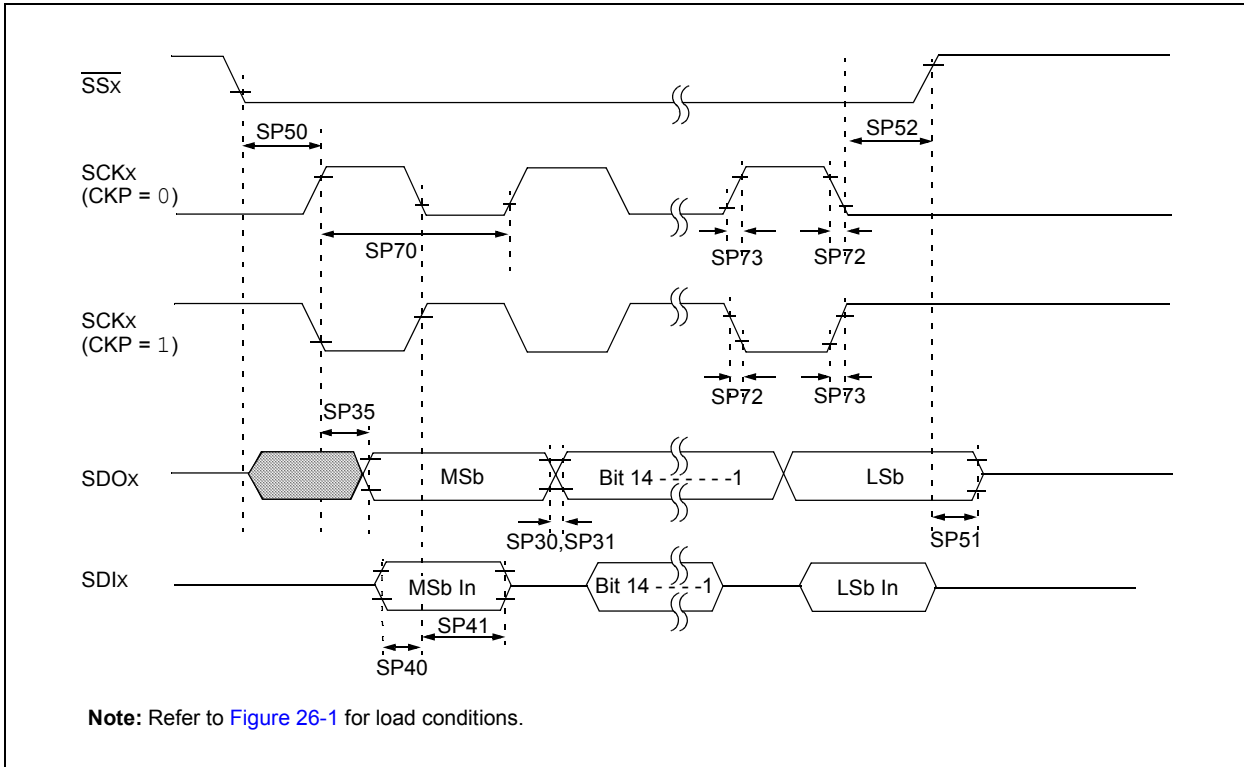 SSx
SP50
SP52
SCKx
(CKP = 0)
SP70
SP73
SP72
SCKx
(CKP = 1)
SP72
SP73
SP35
SDOx
MSb
Bit 14 - - - - - -1
LSb
SP30,SP31
SP51
SDIx
MSb In
Bit 14 - - - -1
LSb In
SP41
SP40
Note: Refer to Figure 26-1 for load conditions.